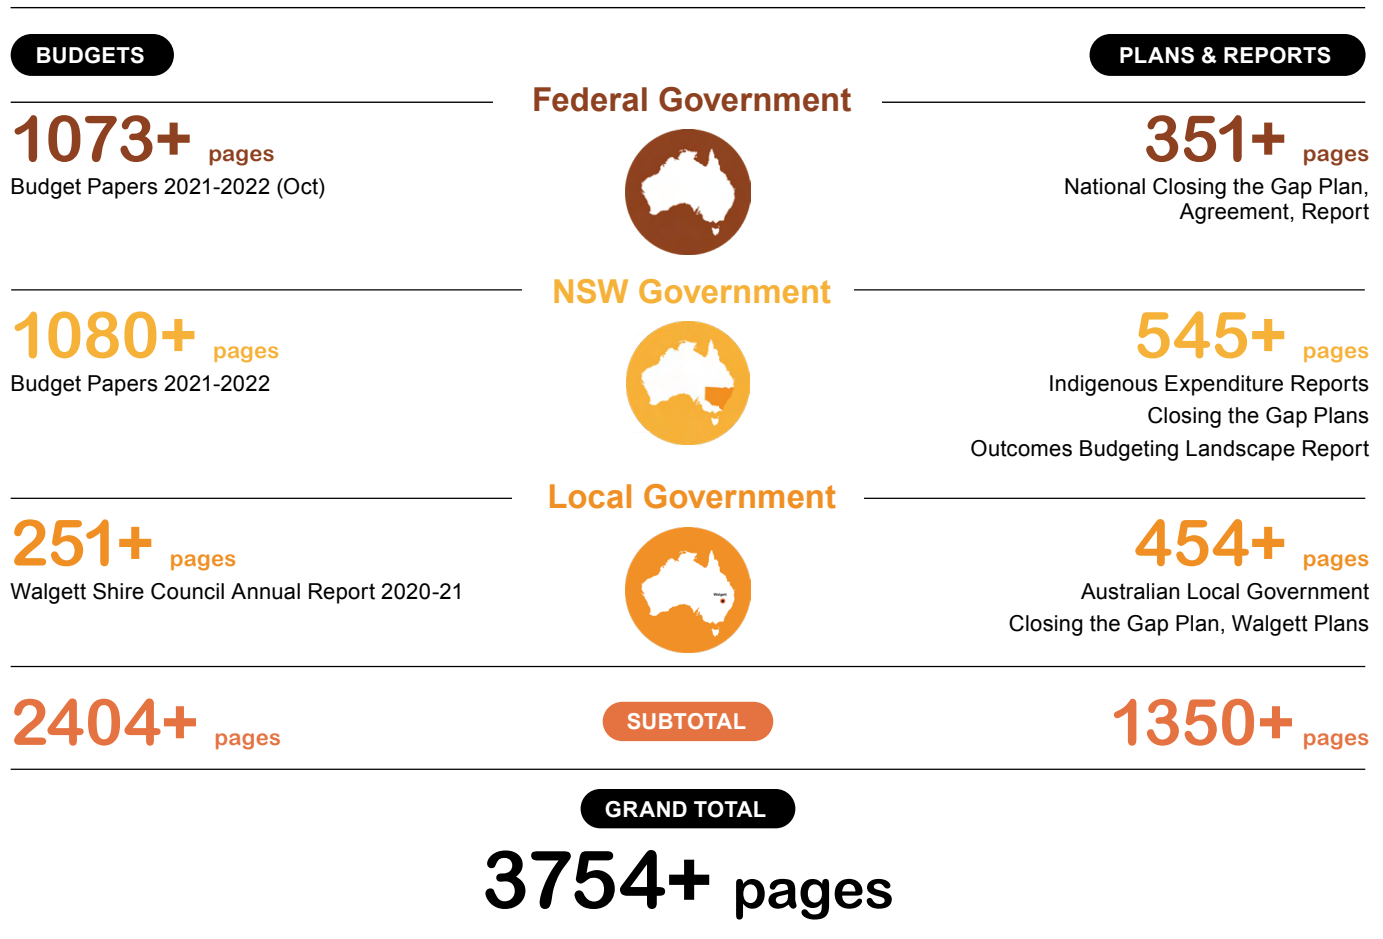 BUDGETS
PLANS & REPORTS
Federal Government
1073+ pages
Budget Papers 2021-2022 (Oct)
351+ pages
National Closing the Gap Plan,
Agreement, Report
NSW Government
1080+ pages
Budget Papers 2021-2022
545+ pages
Indigenous Expenditure Reports
Closing the Gap Plans
Outcomes Budgeting Landscape Report
Local Government
251+ pages
Walgett Shire Council Annual Report 2020-21
Walgett
454+ pages
Australian Local Government
Closing the Gap Plan, Walgett Plans
2404+ pages
SUBTOTAL
1350+ pages
GRAND TOTAL
3754+ pages